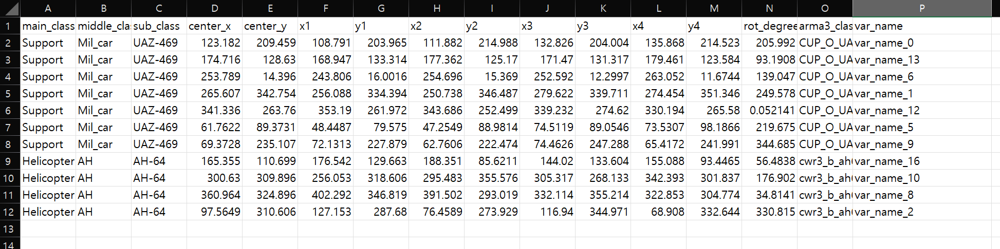 A B C D E F G H I J K L M N O P
1 main_class middle_clas sub_class center_x center_y x1 y1 x2 y2 x3 y3 x4 y4 rot_degree arma3_clas var_name
2 Support Mil_car UAZ-469 123.182 209.459 108.791 203.965 111.882 214.988 132.826 204.004 135.868 214.523 205.992 CUP_O_UA var_name_0
3 Support Mil_car UAZ-469 174.716 128.63 168.947 133.314 177.362 125.17 171.47 131.317 179.461 123.584 93.1908 CUP_O_UA var_name_13
4 Support Mil_car UAZ-469 253.789 14.396 243.806 16.0016 254.696 15.369 252.592 12.2997 263.052 11.6744 139.047 CUP_O_UA var_name_6
5 Support Mil_car UAZ-469 265.607 342.754 256.088 334.394 250.738 346.487 279.622 339.711 274.454 351.346 249.578 CUP_O_UA var_name_1
6 Support Mil_car UAZ-469 341.336 263.76 353.19 261.972 343.686 252.499 339.232 274.62 330.194 265.58 0.052141 CUP_O_UA var_name_12
7 Support Mil_car UAZ-469 61.7622 89.3731 48.4487 79.575 47.2549 88.9814 74.5119 89.0546 73.5307 98.1866 219.675 CUP_O_UA var_name_5
8 Support Mil_car UAZ-469 69.3728 235.107 72.1313 227.879 62.7606 222.474 74.4626 247.288 65.4172 241.991 344.685 CUP_O_UA var_name_9
9 Helicopter AH AH-64 165.355 110.699 176.542 129.663 188.351 85.6211 144.02 133.604 155.088 93.4465 56.4838 cwr3_b_ah var_name_16
10 Helicopter AH AH-64 300.63 309.896 256.053 318.606 295.483 355.576 305.317 268.133 342.393 301.837 176.902 cwr3_b_ah var_name_10
11 Helicopter AH AH-64 360.964 324.896 402.292 346.819 391.502 293.019 332.114 355.214 322.853 304.774 34.8141 cwr3_b_ah var_name_8
12 Helicopter AH AH-64 97.5649 310.606 127.153 287.68 76.4589 273.929 116.94 344.971 68.908 332.644 330.815 cwr3_b_ah var_name_2
13
14